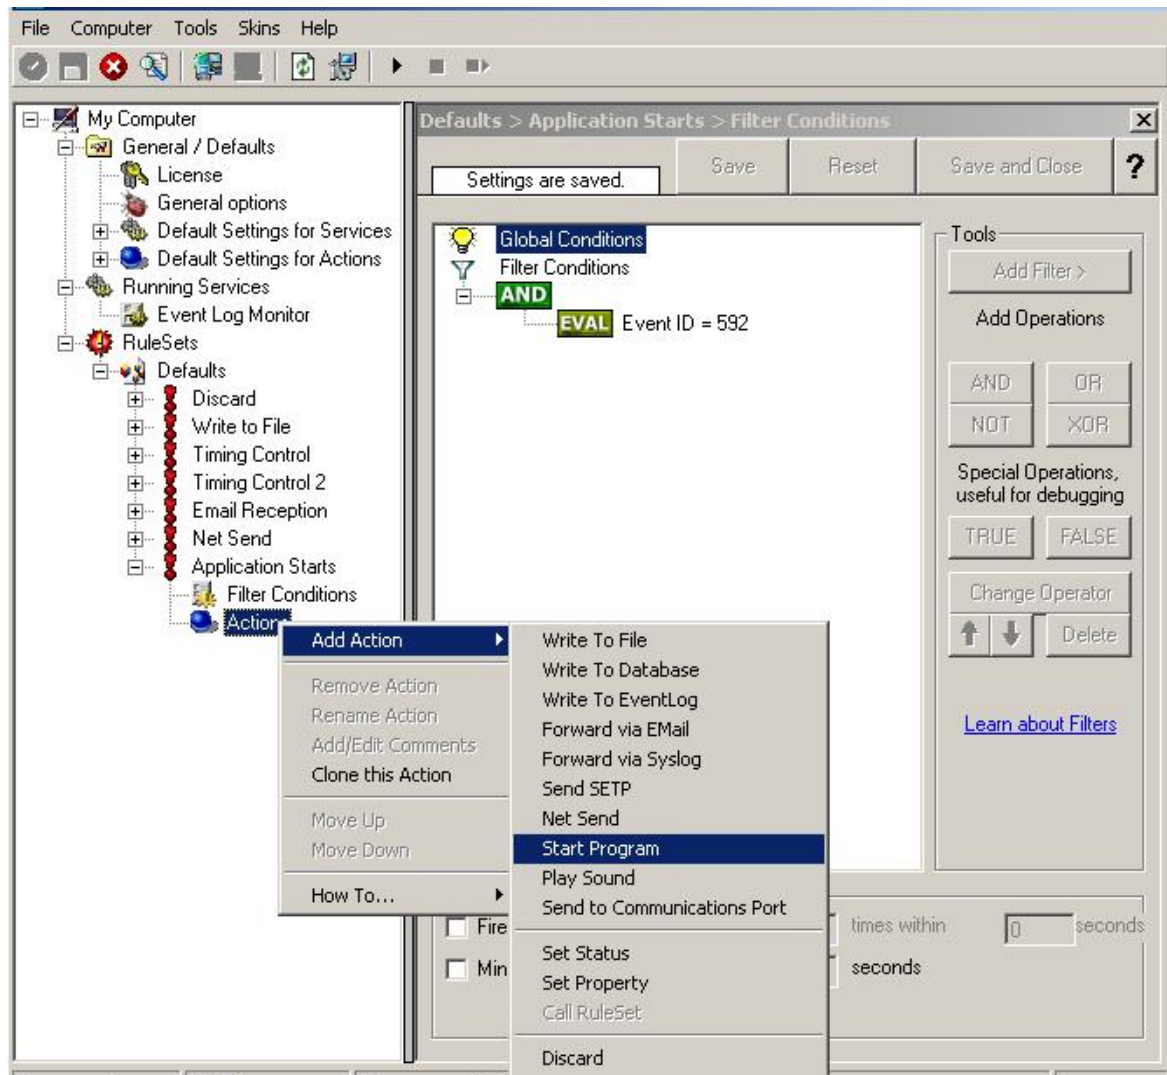 File Computer Tools Skins Help
My Computer
General / Defaults
License
General options
Default Settings for Services
Default Settings for Actions
Running Services
Event Log Monitor
RuleSets
Defaults
Discard
Write to File
Timing Control
Timing Control 2
Email Reception
Net Send
Application Starts
Filter Conditions
Action
Defaults > Application Starts > Filter Conditions
Settings are saved.
Save
Reset
Save and Close
?
Global Conditions
Filter Conditions
AND
EVAL Event ID = 592
Tools
Add Filter >
Add Operations
AND OR
NOT XOR
Special Operations,
useful for debugging
TRUE FALSE
Change Operator
Delete
Learn about Filters
Add Action
Remove Action
Rename Action
Add/Edit Comments
Clone this Action
Move Up
Move Down
How To...
Write To File
Write To Database
Write To EventLog
Forward via EMail
Forward via Syslog
Send SETP
Net Send
Start Program
Play Sound
Send to Communications Port
Set Status
Set Property
Call RuleSet
Discard
Fire times within 0 seconds
Min seconds